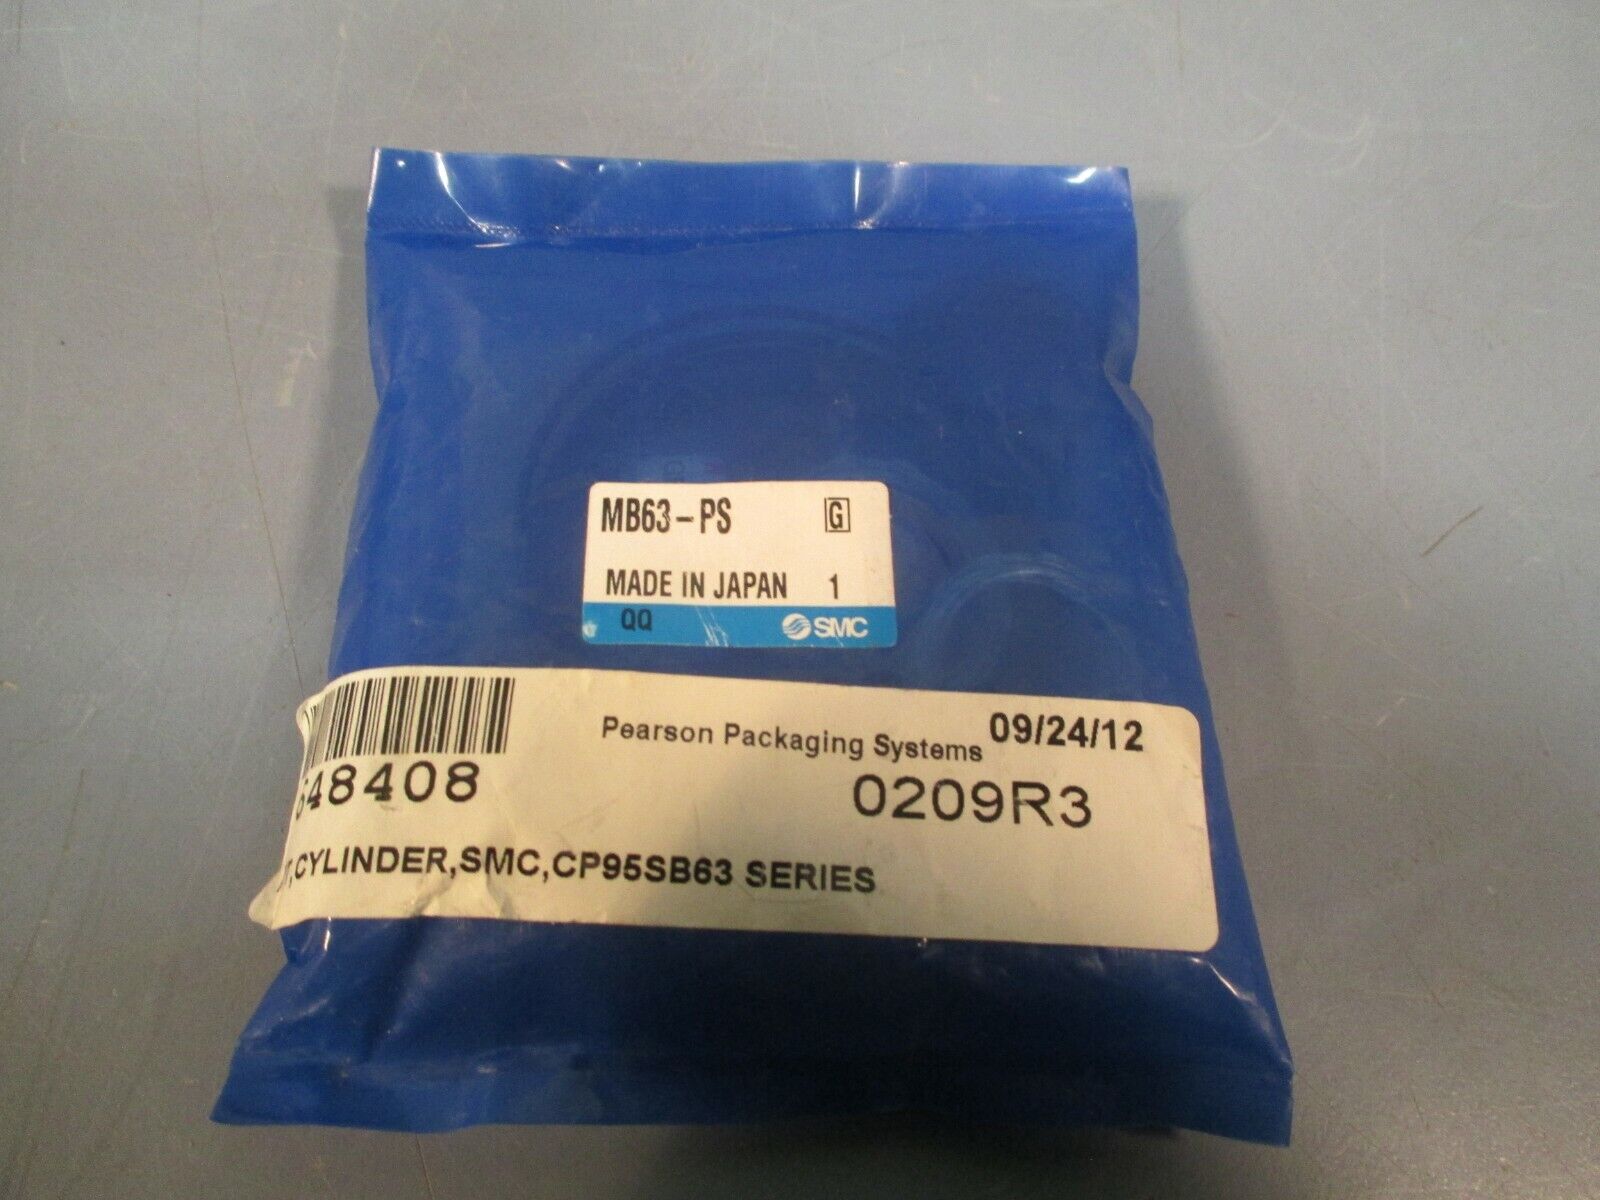 MB63-PS G
MADE IN JAPAN 1
QQ SMC
Pearson Packaging Systems 09/24/12
648408 0209R3
,CYLINDER,SMC,CP95SB63 SERIES